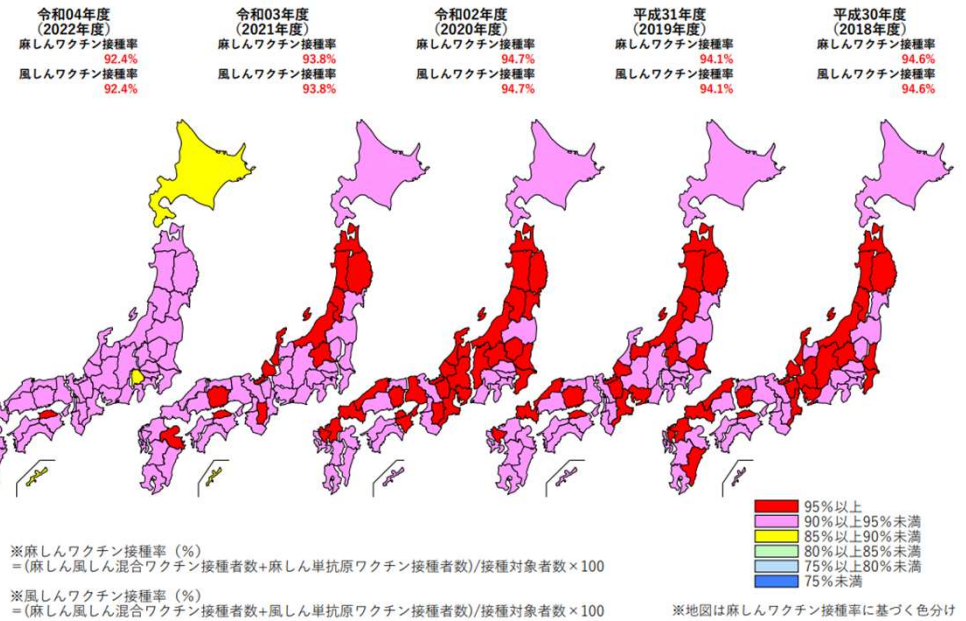 令和04年度
(2022年度)
麻しんワクチン接種率
92.4%
風しんワクチン接種率
92.4%
令和03年度
(2021年度)
麻しんワクチン接種率
93.8%
風しんワクチン接種率
93.8%
令和02年度
(2020年度)
麻しんワクチン接種率
94.7%
風しんワクチン接種率
94.7%
平成31年度
(2019年度)
麻しんワクチン接種率
94.1%
風しんワクチン接種率
94.1%
平成30年度
(2018年度)
麻しんワクチン接種率
94.6%
風しんワクチン接種率
94.6%
95%以上
90%以上95%未満
85%以上90%未満
80%以上85%未満
75%以上80%未満
75%未満
※麻しんワクチン接種率（%）
=(麻しん風しん混合ワクチン接種者数+麻しん単抗原ワクチン接種者数)/接種対象者数×100
※風しんワクチン接種率（%）
=(麻しん風しん混合ワクチン接種者数+風しん単抗原ワクチン接種者数)/接種対象者数×100
※地図は麻しんワクチン接種率に基づく色分け